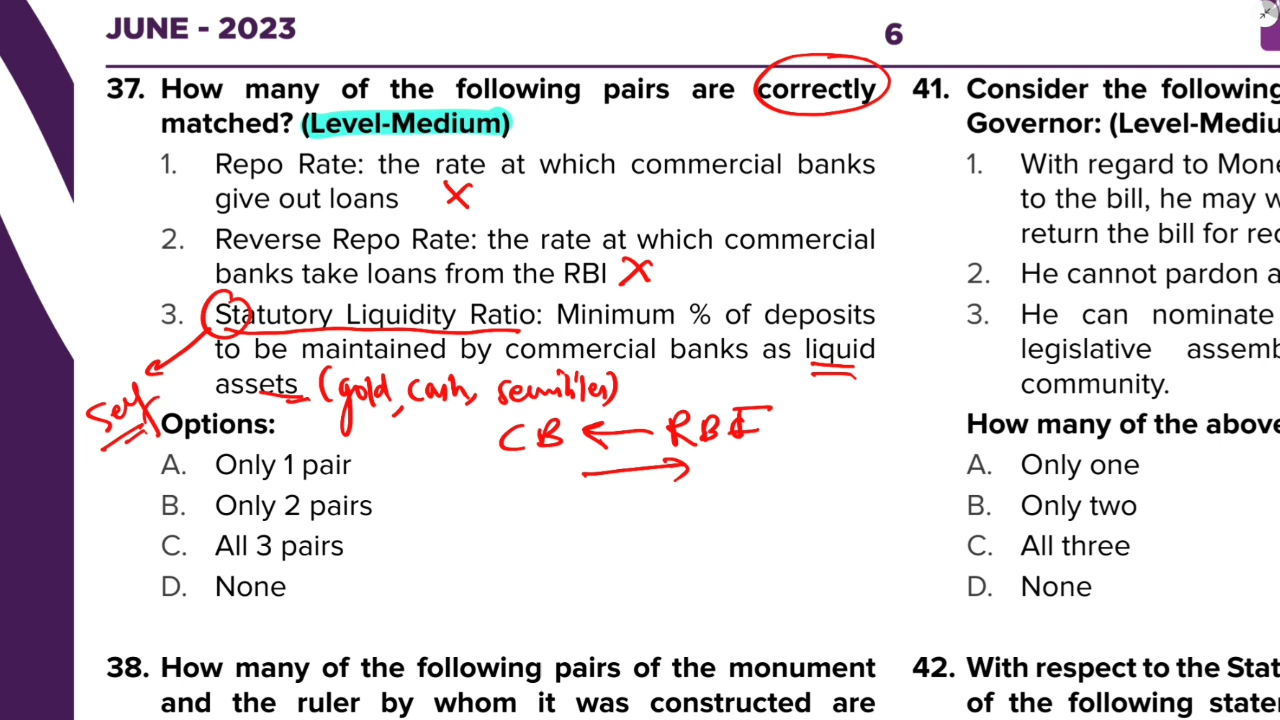 JUNE - 2023
6
37. How many of the following pairs are correctly
matched? (Level-Medium)
1. Repo Rate: the rate at which commercial banks
give out loans X
2. Reverse Repo Rate: the rate at which commercial
banks take loans from the RBI X
3. Statutory Liquidity Ratio: Minimum % of deposits
to be maintained by commercial banks as liquid
assets (gold, cash, securities)
Self
CB ← RBI
→
Options:
A. Only 1 pair
B. Only 2 pairs
C. All 3 pairs
D. None
38. How many of the following pairs of the monument
and the ruler by whom it was constructed are
41. Consider the following
Governor: (Level-Mediu
1. With regard to Mone
to the bill, he may w
return the bill for rec
2. He cannot pardon a
3. He can nominate
legislative assemb
community.
How many of the above
A. Only one
B. Only two
C. All three
D. None
42. With respect to the Stat
of the following state